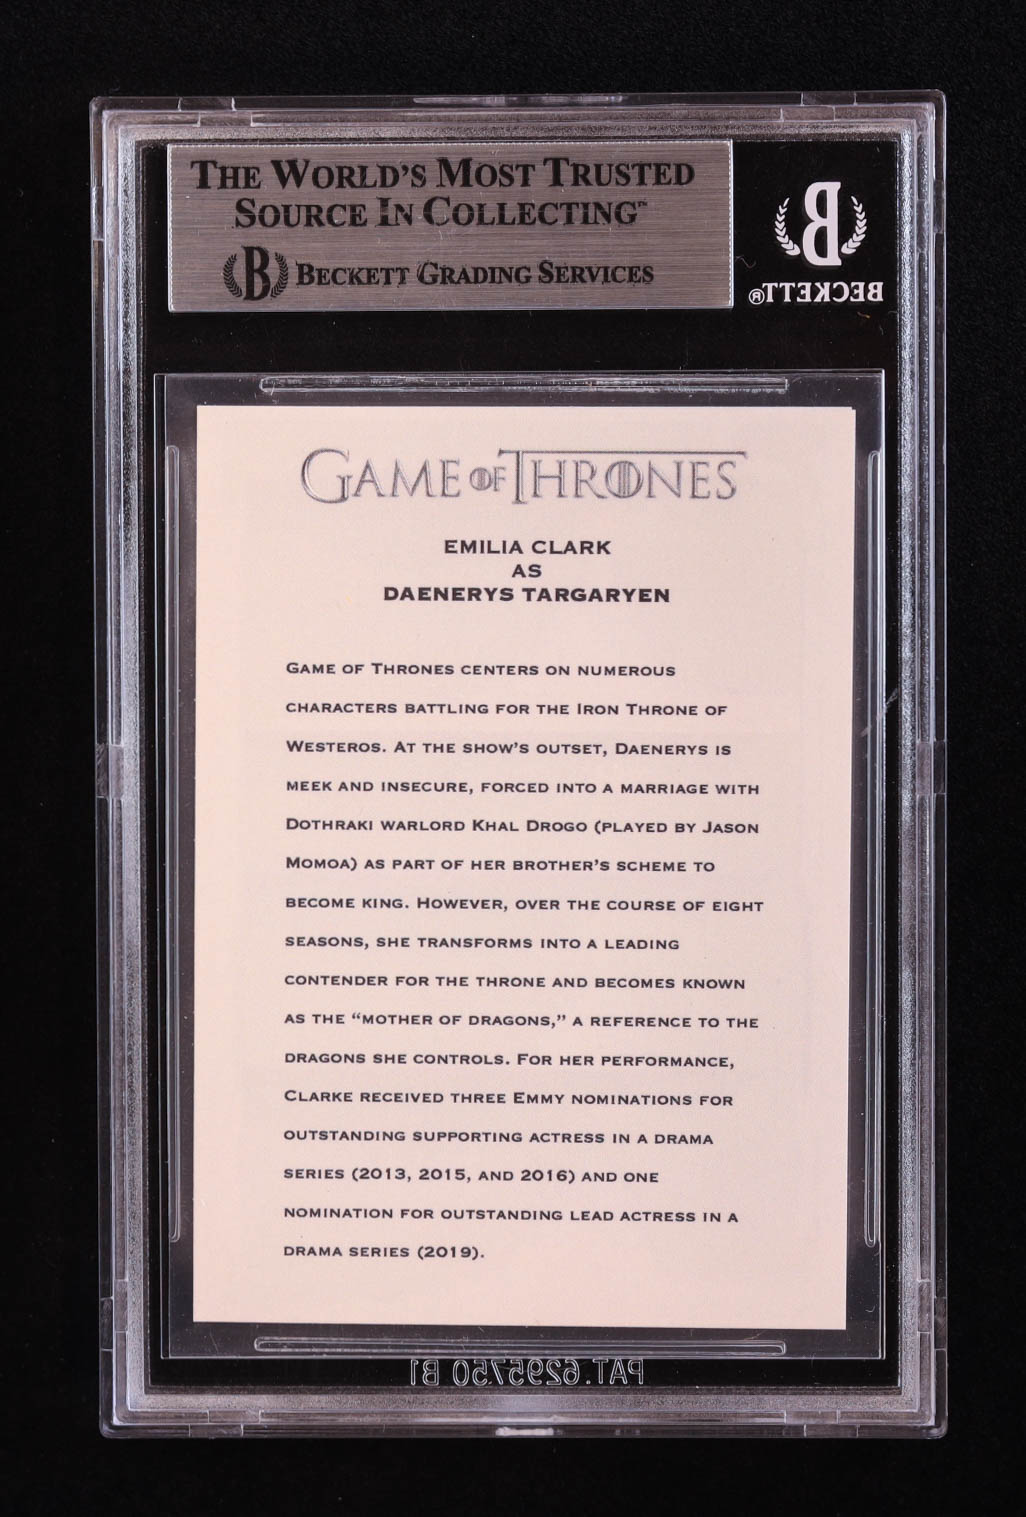 THE WORLD'S MOST TRUSTED
SOURCE IN COLLECTING™
B BECKETT GRADING SERVICES
B
BECKETT®
GAME OF THRONES
EMILIA CLARK
AS
DAENERYS TARGARYEN
GAME OF THRONES CENTERS ON NUMEROUS
CHARACTERS BATTLING FOR THE IRON THRONE OF
WESTEROS. AT THE SHOW'S OUTSET, DAENERYS IS
MEEK AND INSECURE, FORCED INTO A MARRIAGE WITH
DOTHRAKI WARLORD KHAL DROGO (PLAYED BY JASON
MOMOA) AS PART OF HER BROTHER'S SCHEME TO
BECOME KING. HOWEVER, OVER THE COURSE OF EIGHT
SEASONS, SHE TRANSFORMS INTO A LEADING
CONTENDER FOR THE THRONE AND BECOMES KNOWN
AS THE “MOTHER OF DRAGONS,” A REFERENCE TO THE
DRAGONS SHE CONTROLS. FOR HER PERFORMANCE,
CLARKE RECEIVED THREE EMMY NOMINATIONS FOR
OUTSTANDING SUPPORTING ACTRESS IN A DRAMA
SERIES (2013, 2015, AND 2016) AND ONE
NOMINATION FOR OUTSTANDING LEAD ACTRESS IN A
DRAMA SERIES (2019).
PAT.6295750 B1